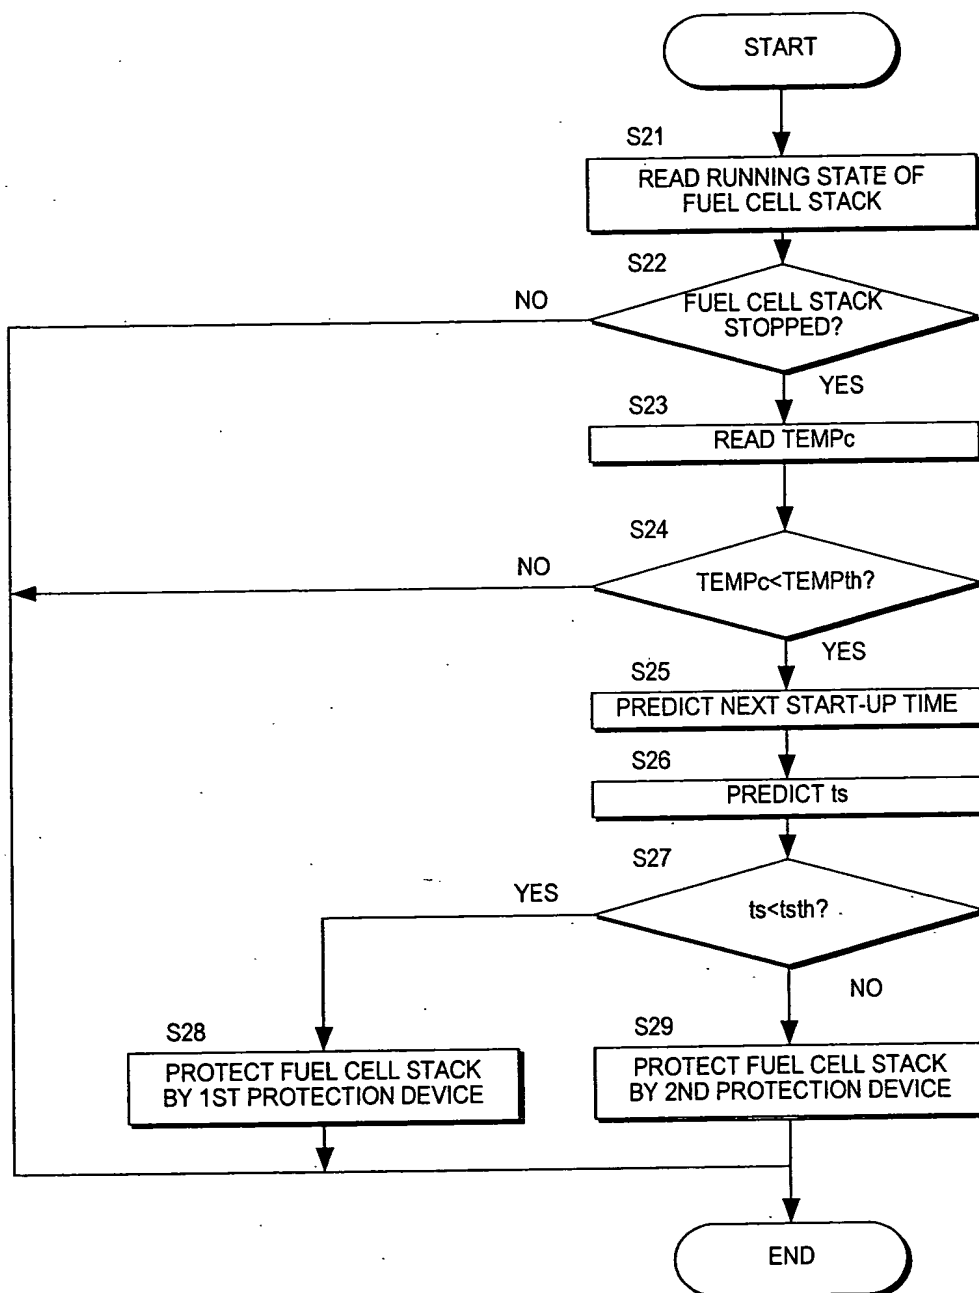 START
S21
READ RUNNING STATE OF
FUEL CELL STACK
S22
NO
FUEL CELL STACK
STOPPED?
YES
S23
READ TEMPc
S24
NO
TEMPc<TEMPth?
YES
S25
PREDICT NEXT START-UP TIME
S26
PREDICT ts
S27
YES
ts<tsth?
NO
S28
PROTECT FUEL CELL STACK
BY 1ST PROTECTION DEVICE
S29
PROTECT FUEL CELL STACK
BY 2ND PROTECTION DEVICE
END